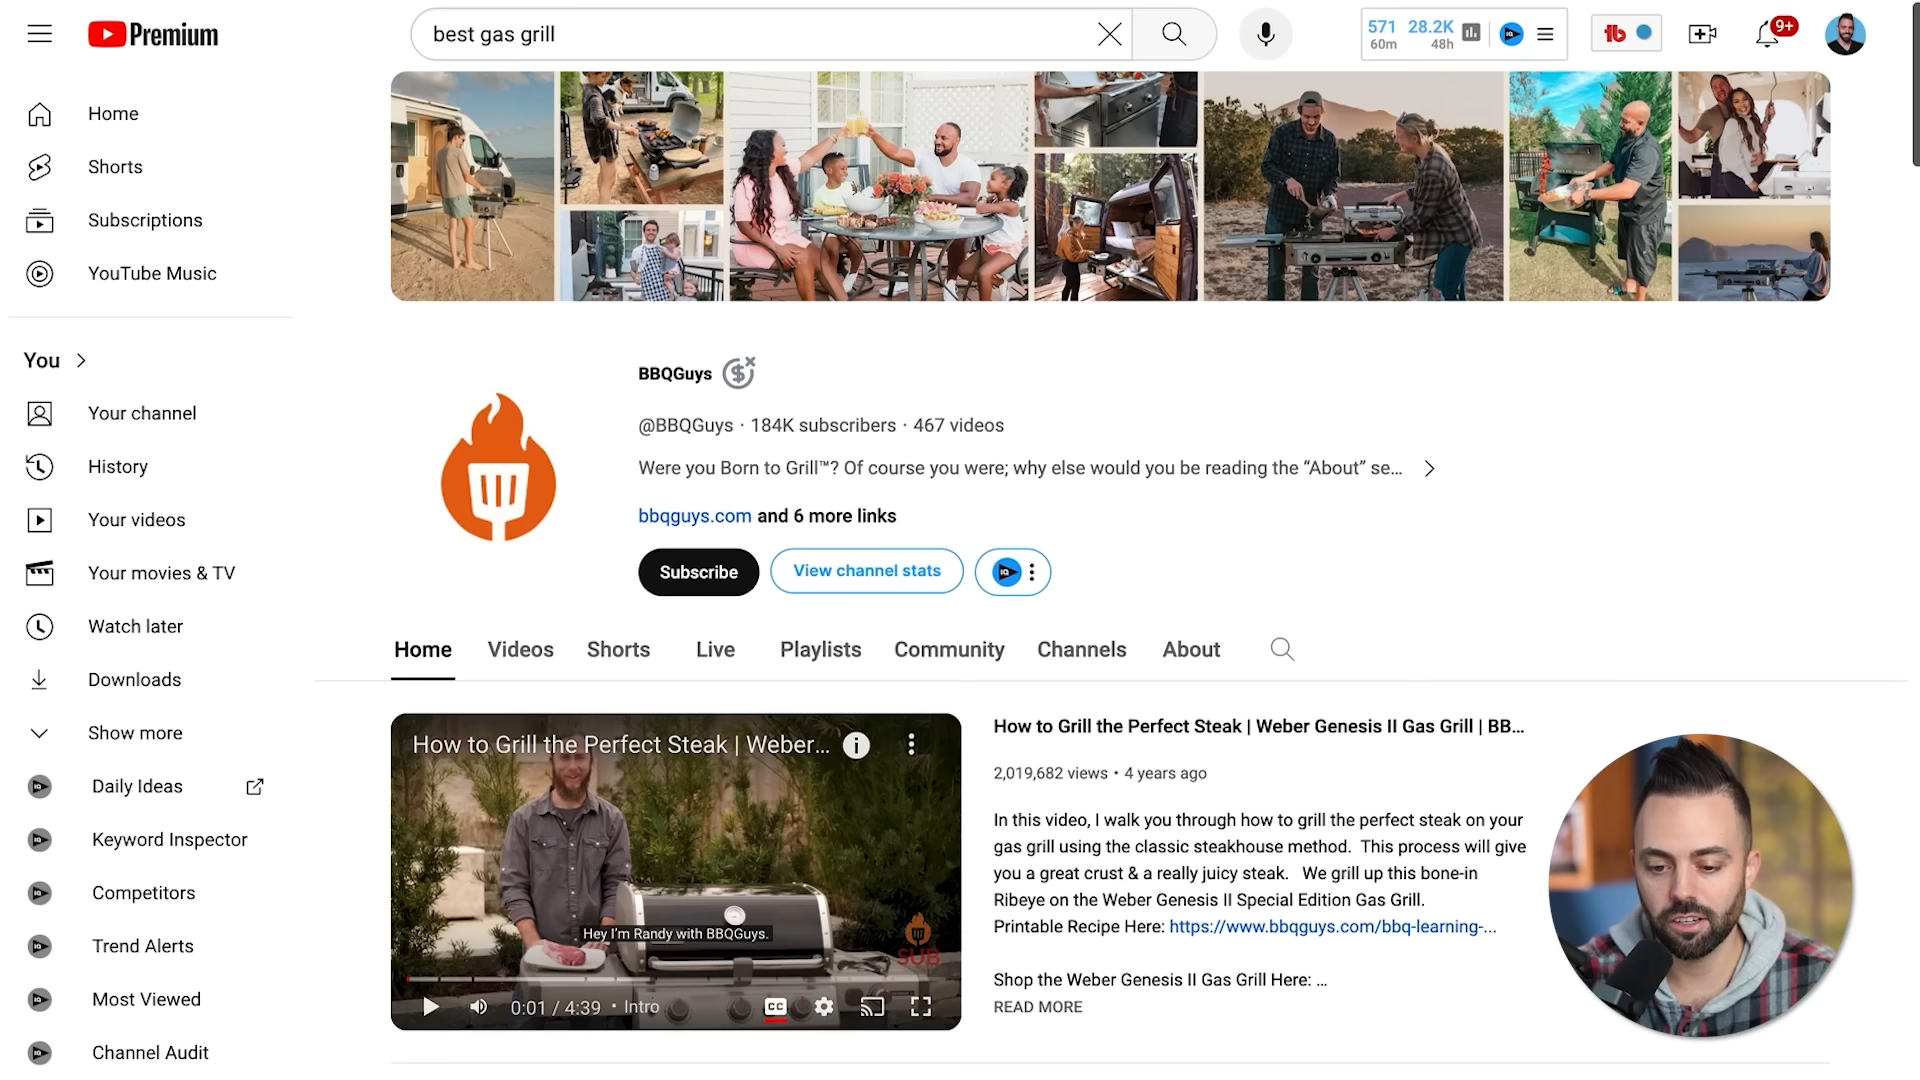 Premium
best gas grill
571
60m
28.2K
48h
9+
Home
Shorts
Subscriptions
YouTube Music
You
Your channel
History
Your videos
Your movies & TV
Watch later
Downloads
Show more
Daily Ideas
Keyword Inspector
Competitors
Trend Alerts
Most Viewed
Channel Audit
BBQGuys
@BBQGuys · 184K subscribers · 467 videos
Were you Born to Grill™? Of course you were; why else would you be reading the “About” se...
bbqguys.com and 6 more links
Subscribe
View channel stats
Home Videos Shorts Live Playlists Community Channels About
How to Grill the Perfect Steak | Weber...
Hey I’m Randy with BBQGuys.
SUB
0:01 / 4:39 • Intro
CC
How to Grill the Perfect Steak | Weber Genesis II Gas Grill | BB...
2,019,682 views • 4 years ago
In this video, I walk you through how to grill the perfect steak on your
gas grill using the classic steakhouse method. This process will give
you a great crust & a really juicy steak. We grill up this bone-in
Ribeye on the Weber Genesis II Special Edition Gas Grill.
Printable Recipe Here: https://www.bbqguys.com/bbq-learning-...
Shop the Weber Genesis II Gas Grill Here: ...
READ MORE